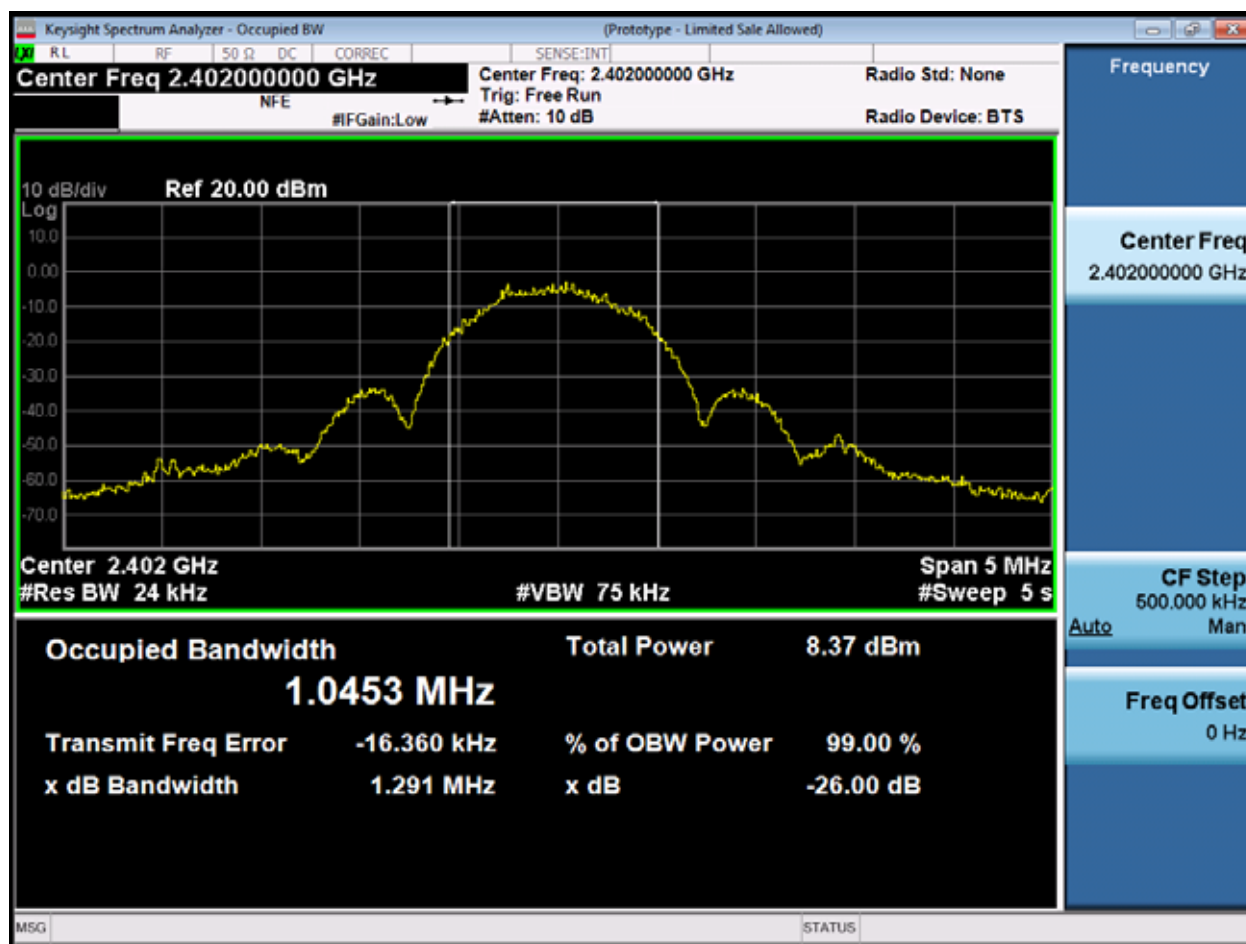 Keysight Spectrum Analyzer - Occupied BW (Prototype - Limited Sale Allowed)
RL RF 50 Ω DC CORREC SENSE:INT
Center Freq 2.402000000 GHz
NFE
#IFGain:Low
Center Freq: 2.402000000 GHz
Trig: Free Run
#Atten: 10 dB
Radio Std: None
Radio Device: BTS
10 dB/div Ref 20.00 dBm
Log
10.0
0.00
-10.0
-20.0
-30.0
-40.0
-50.0
-60.0
-70.0
Center 2.402 GHz Span 5 MHz
#Res BW 24 kHz #VBW 75 kHz #Sweep 5 s
Occupied Bandwidth Total Power 8.37 dBm
1.0453 MHz
Transmit Freq Error -16.360 kHz % of OBW Power 99.00 %
x dB Bandwidth 1.291 MHz x dB -26.00 dB
MSG STATUS
Frequency
Center Freq
2.402000000 GHz
CF Step
500.000 kHz
Auto Man
Freq Offset
0 Hz